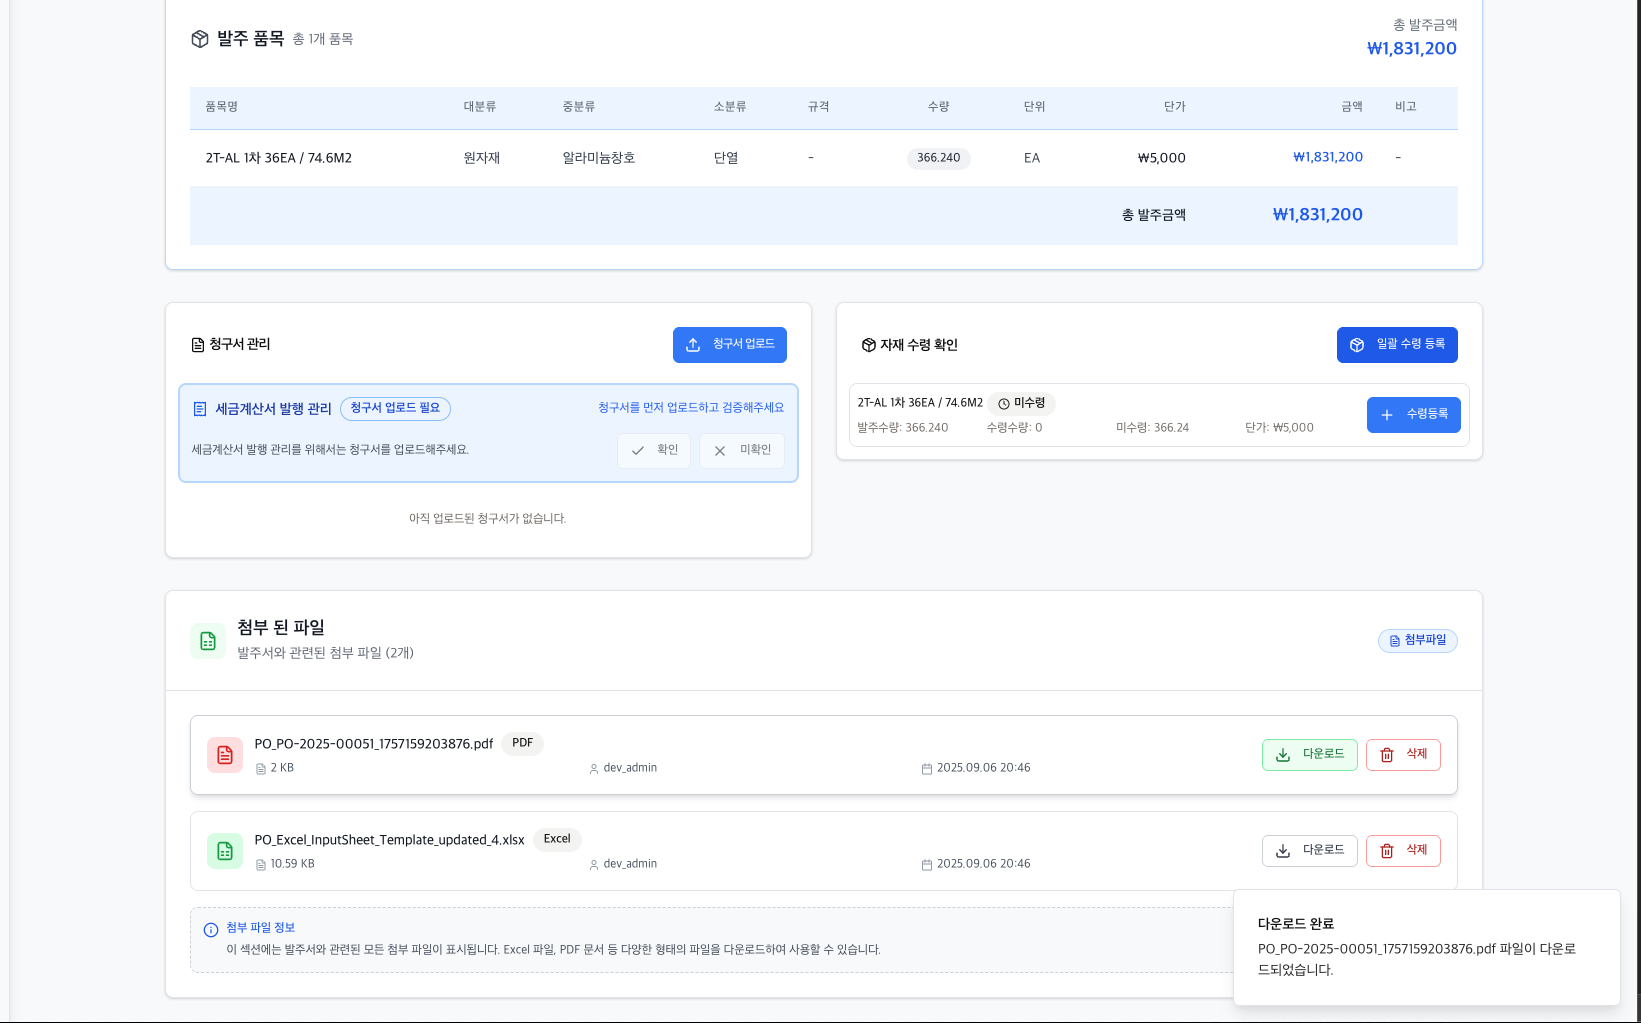 발주 품목 총 1개 품목
총 발주금액
₩1,831,200
품목명 대분류 중분류 소분류 규격 수량 단위 단가 금액 비고
2T-AL 1차 36EA / 74.6M2 원자재 알라미늄창호 단열 - 366.240 EA ₩5,000 ₩1,831,200 -
총 발주금액 ₩1,831,200
청구서 관리 청구서 업로드
세금계산서 발행 관리 청구서 업로드 필요 청구서를 먼저 업로드하고 검증해주세요
세금계산서 발행 관리를 위해서는 청구서를 업로드해주세요. 확인 미확인
아직 업로드된 청구서가 없습니다.
자재 수령 확인 일괄 수령 등록
2T-AL 1차 36EA / 74.6M2 미수령
발주수량: 366.240 수령수량: 0 미수령: 366.24 단가: ₩5,000 수령등록
첨부 된 파일
발주서와 관련된 첨부 파일 (2개)
첨부파일
PO_PO-2025-00051_1757159203876.pdf PDF
2 KB dev_admin 2025.09.06 20:46
다운로드 삭제
PO_Excel_InputSheet_Template_updated_4.xlsx Excel
10.59 KB dev_admin 2025.09.06 20:46
다운로드 삭제
첨부 파일 정보
이 섹션에는 발주서와 관련된 모든 첨부 파일이 표시됩니다. Excel 파일, PDF 문서 등 다양한 형태의 파일을 다운로드하여 사용할 수 있습니다.
다운로드 완료
PO_PO-2025-00051_1757159203876.pdf 파일이 다운로
드되었습니다.